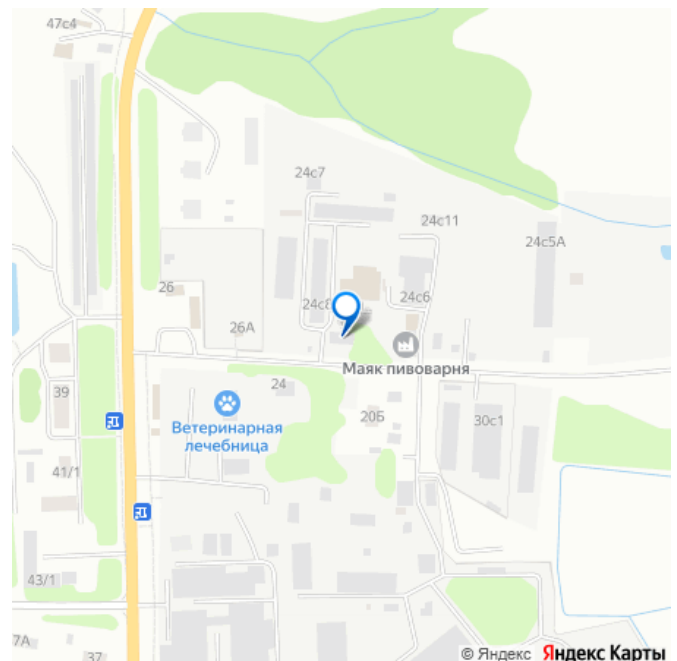 47с4
24с7
24с11
24с5А
26
24с8
24с6
26А
Маяк пивоварня
39
24
Ветеринарная
лечебница
20Б
30с1
41/1
43/1
7А
37
© Яндекс Яндекс Карты